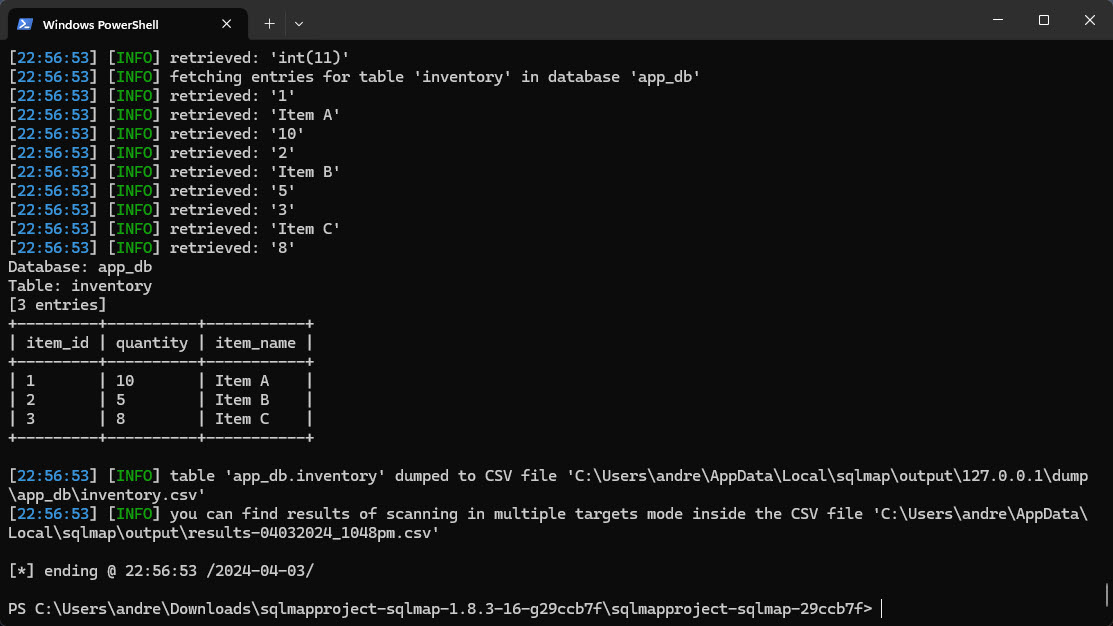 Windows PowerShell
[22:56:53] [INFO] retrieved: 'int(11)'
[22:56:53] [INFO] fetching entries for table 'inventory' in database 'app_db'
[22:56:53] [INFO] retrieved: '1'
[22:56:53] [INFO] retrieved: 'Item A'
[22:56:53] [INFO] retrieved: '10'
[22:56:53] [INFO] retrieved: '2'
[22:56:53] [INFO] retrieved: 'Item B'
[22:56:53] [INFO] retrieved: '5'
[22:56:53] [INFO] retrieved: '3'
[22:56:53] [INFO] retrieved: 'Item C'
[22:56:53] [INFO] retrieved: '8'
Database: app_db
Table: inventory
[3 entries]
+---------+----------+-----------+
| item_id | quantity | item_name |
+---------+----------+-----------+
| 1       | 10       | Item A    |
| 2       | 5        | Item B    |
| 3       | 8        | Item C    |
+---------+----------+-----------+
[22:56:53] [INFO] table 'app_db.inventory' dumped to CSV file 'C:\Users\andre\AppData\Local\sqlmap\output\127.0.0.1\dump
\app_db\inventory.csv'
[22:56:53] [INFO] you can find results of scanning in multiple targets mode inside the CSV file 'C:\Users\andre\AppData\
Local\sqlmap\output\results-04032024_1048pm.csv'
[*] ending @ 22:56:53 /2024-04-03/
PS C:\Users\andre\Downloads\sqlmapproject-sqlmap-1.8.3-16-g29ccb7f\sqlmapproject-sqlmap-29ccb7f>